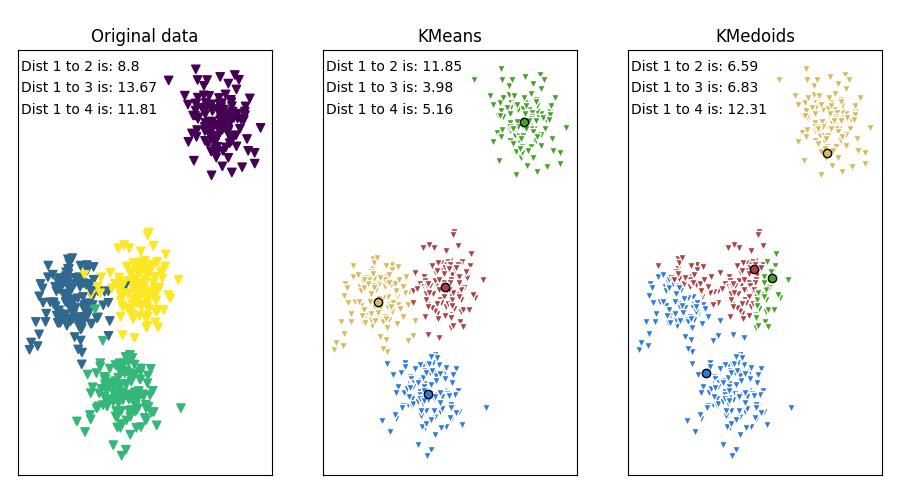 Original data
Dist 1 to 2 is: 8.8
Dist 1 to 3 is: 13.67
Dist 1 to 4 is: 11.81
KMeans
Dist 1 to 2 is: 11.85
Dist 1 to 3 is: 3.98
Dist 1 to 4 is: 5.16
KMedoids
Dist 1 to 2 is: 6.59
Dist 1 to 3 is: 6.83
Dist 1 to 4 is: 12.31